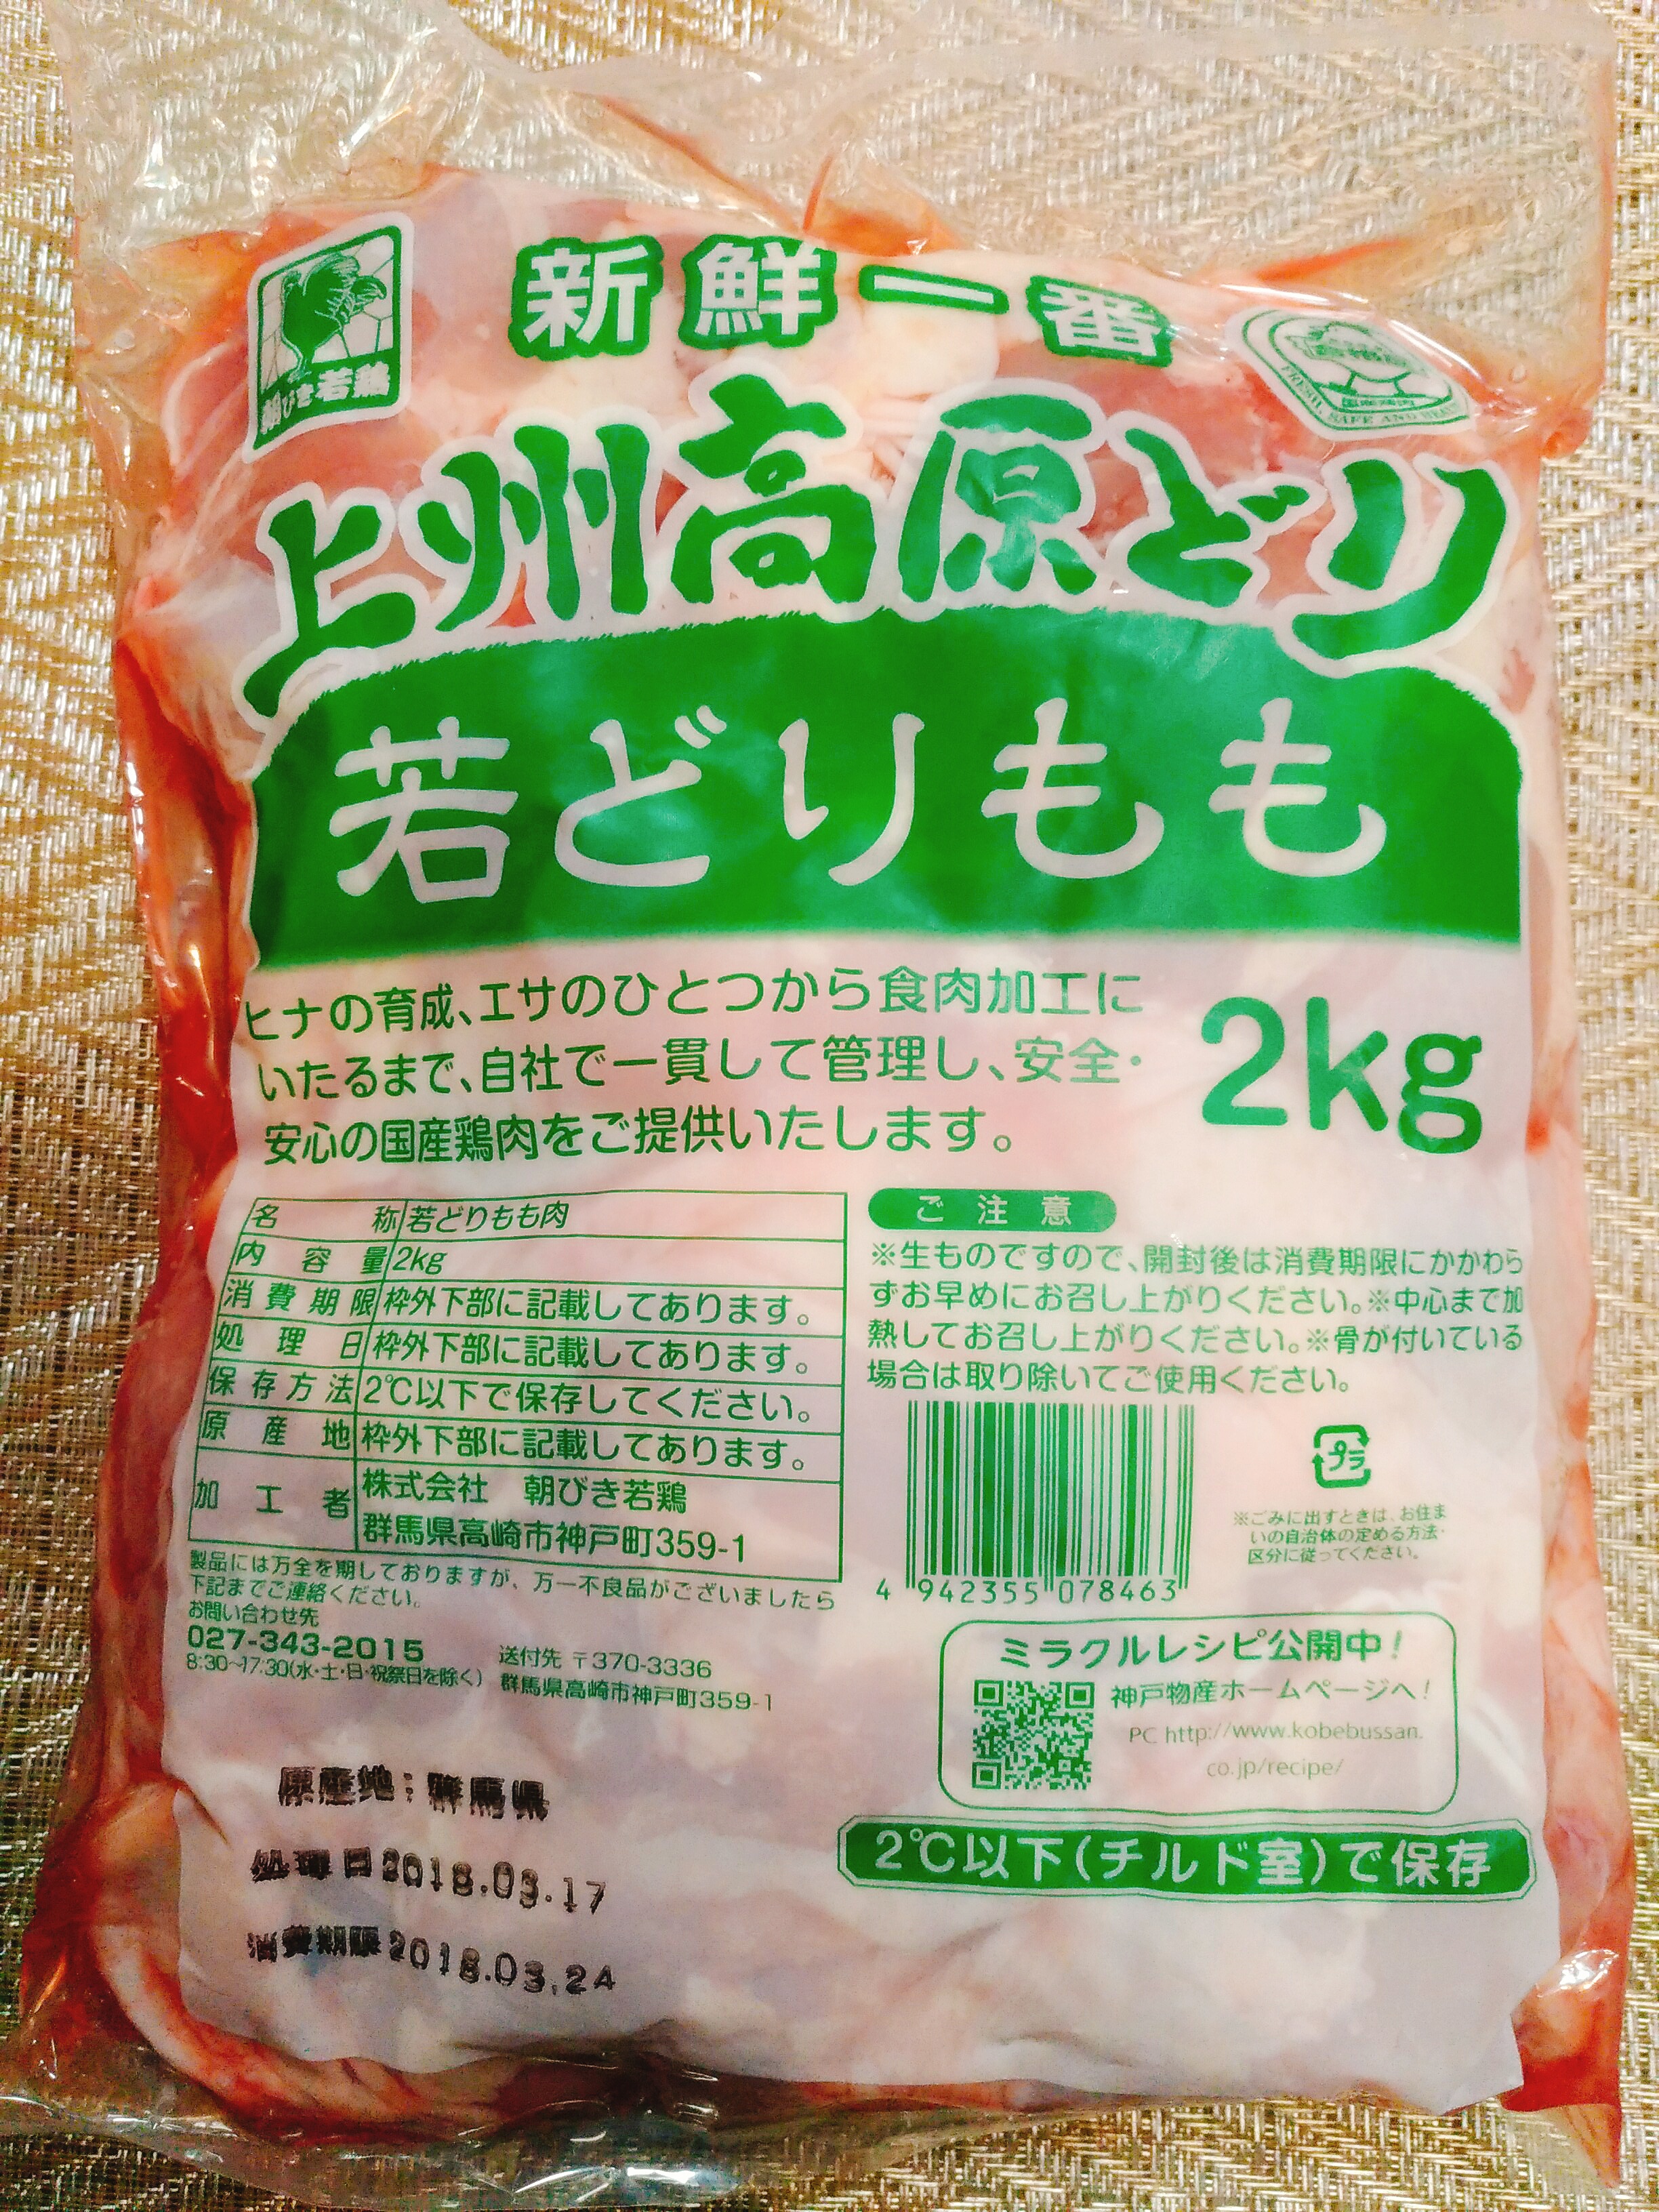 新鮮一番
朝びき若鶏
上州高原どり
若どりもも
ヒナの育成、エサのひとつから食肉加工に
いたるまで、自社で一貫して管理し、安全・
安心の国産鶏肉をご提供いたします。
2kg
名称 若どりもも肉
内容量 2kg
消費期限 枠外下部に記載してあります。
処理日 枠外下部に記載してあります。
保存方法 2℃以下で保存してください。
原産地 枠外下部に記載してあります。
加工者 株式会社 朝びき若鶏
群馬県高崎市神戸町359-1
製品には万全を期しておりますが、万一不良品がございましたら
下記までご連絡ください。
お問い合わせ先
027-343-2015
8:30~17:30(水・土・日・祝祭日を除く)
送付先 〒370-3336
群馬県高崎市神戸町359-1
ご注意
※生ものですので、開封後は消費期限にかかわら
ずお早めにお召し上がりください。※中心まで加
熱してお召し上がりください。※骨が付いている
場合は取り除いてご使用ください。
4 942355 078463
プラ
※ごみに出すときは、お住ま
いの自治体の定める方法・
区分に従ってください。
ミラクルレシピ公開中!
神戸物産ホームページへ!
PC http://www.kobebussan.
co.jp/recipe/
2℃以下(チルド室)で保存
原産地:群馬県
処理日2018.03.17
消費期限2018.03.24